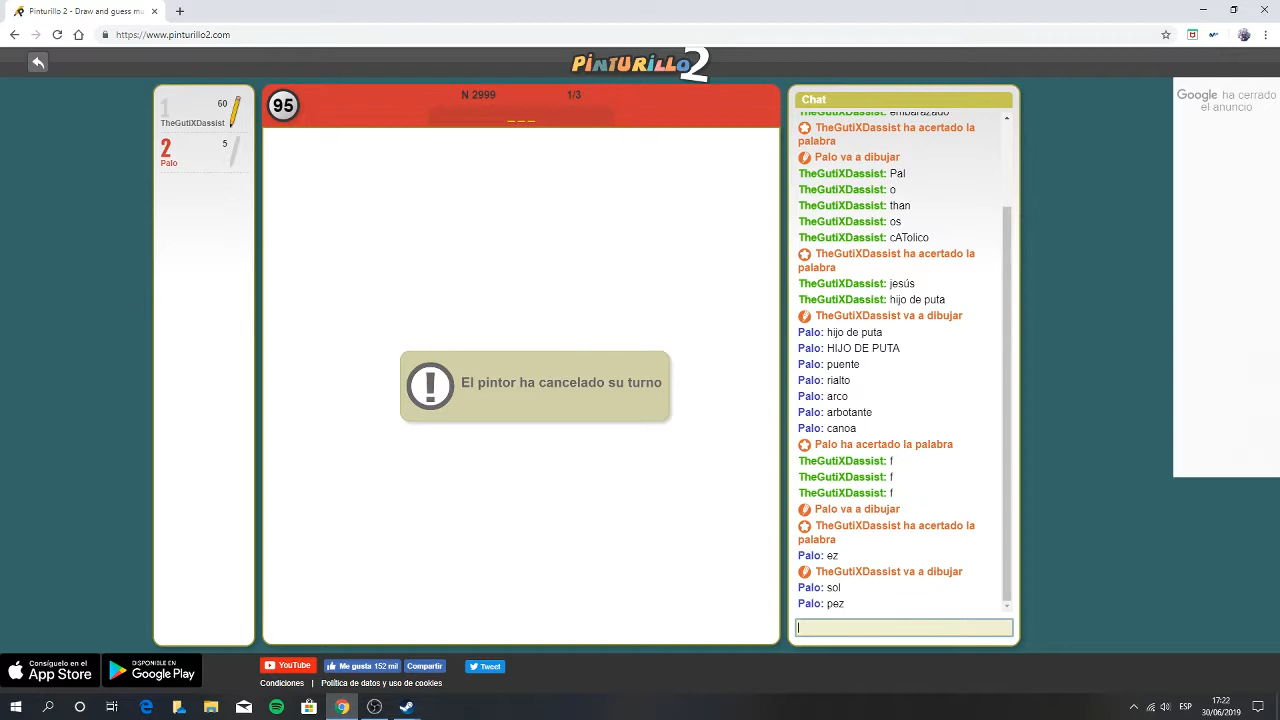 Pinturillo 2 - Draw and guess mu
https://www.pinturillo2.com
PiNTURiLLO2
1
60
TheGutiXDassist
2
5
Palo
95
N 2999
1/3
_ _ _
El pintor ha cancelado su turno
Chat
embarazado
TheGutiXDassist ha acertado la
palabra
Palo va a dibujar
TheGutiXDassist: Pal
TheGutiXDassist: o
TheGutiXDassist: than
TheGutiXDassist: os
TheGutiXDassist: cATolico
TheGutiXDassist ha acertado la
palabra
TheGutiXDassist: jesús
TheGutiXDassist: hijo de puta
TheGutiXDassist va a dibujar
Palo: hijo de puta
Palo: HIJO DE PUTA
Palo: puente
Palo: rialto
Palo: arco
Palo: arbotante
Palo: canoa
Palo ha acertado la palabra
TheGutiXDassist: f
TheGutiXDassist: f
TheGutiXDassist: f
Palo va a dibujar
TheGutiXDassist ha acertado la
palabra
Palo: ez
TheGutiXDassist va a dibujar
Palo: sol
Palo: pez
Google ha cerrado
el anuncio
Consíguelo en el
App Store
DISPONIBLE EN
Google Play
YouTube
Me gusta 152 mil
Compartir
Tweet
Condiciones | Política de datos y uso de cookies
ESP
17:22
30/06/2019